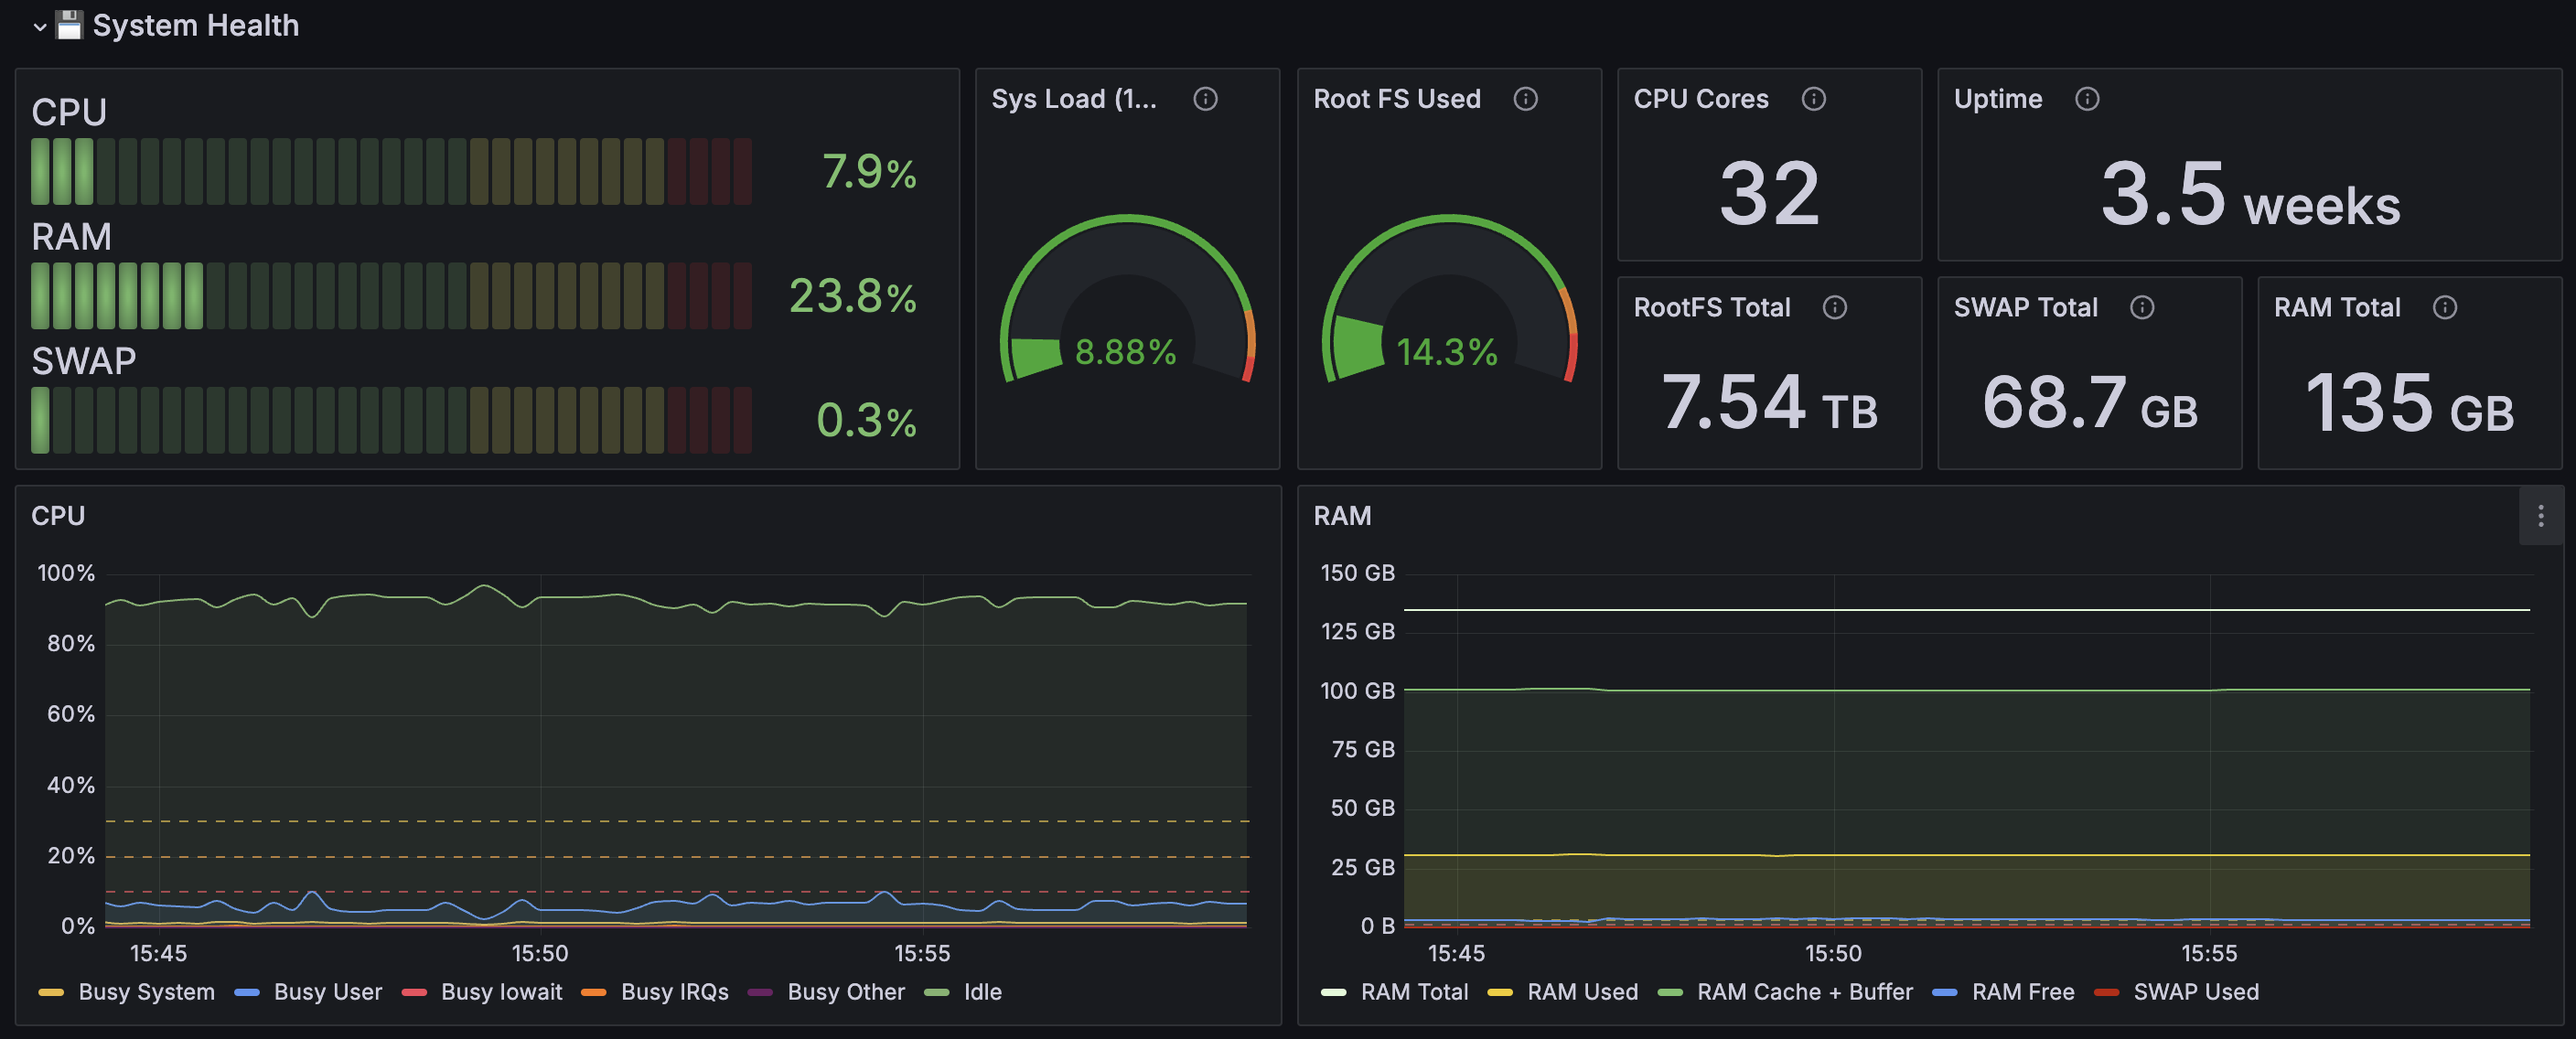 System Health
CPU
7.9%
RAM
23.8%
SWAP
0.3%
Sys Load (1...
8.88%
Root FS Used
14.3%
CPU Cores
32
Uptime
3.5 weeks
RootFS Total
7.54 TB
SWAP Total
68.7 GB
RAM Total
135 GB
CPU
100%
80%
60%
40%
20%
0%
15:45 15:50 15:55
Busy System Busy User Busy Iowait Busy IRQs Busy Other Idle
RAM
150 GB
125 GB
100 GB
75 GB
50 GB
25 GB
0 B
15:45 15:50 15:55
RAM Total RAM Used RAM Cache + Buffer RAM Free SWAP Used